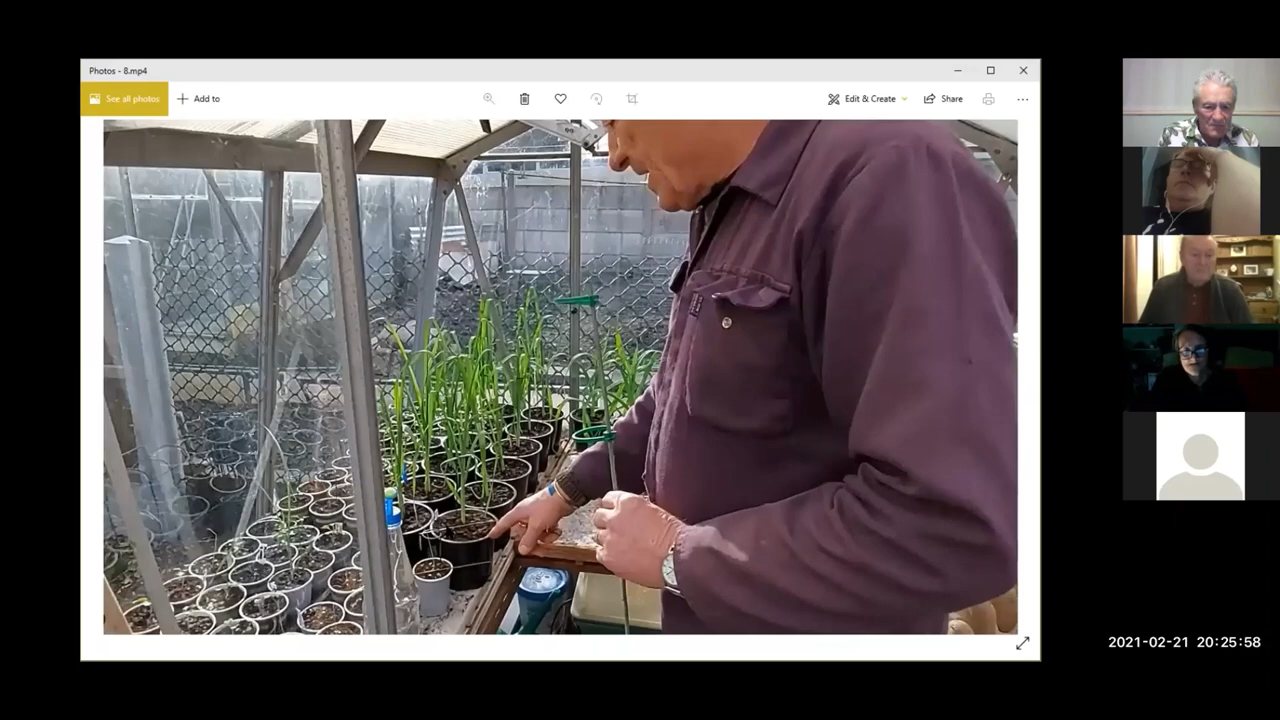 Photos - 8.mp4
See all photos
Add to
Edit & Create
Share
2021-02-21 20:25:58